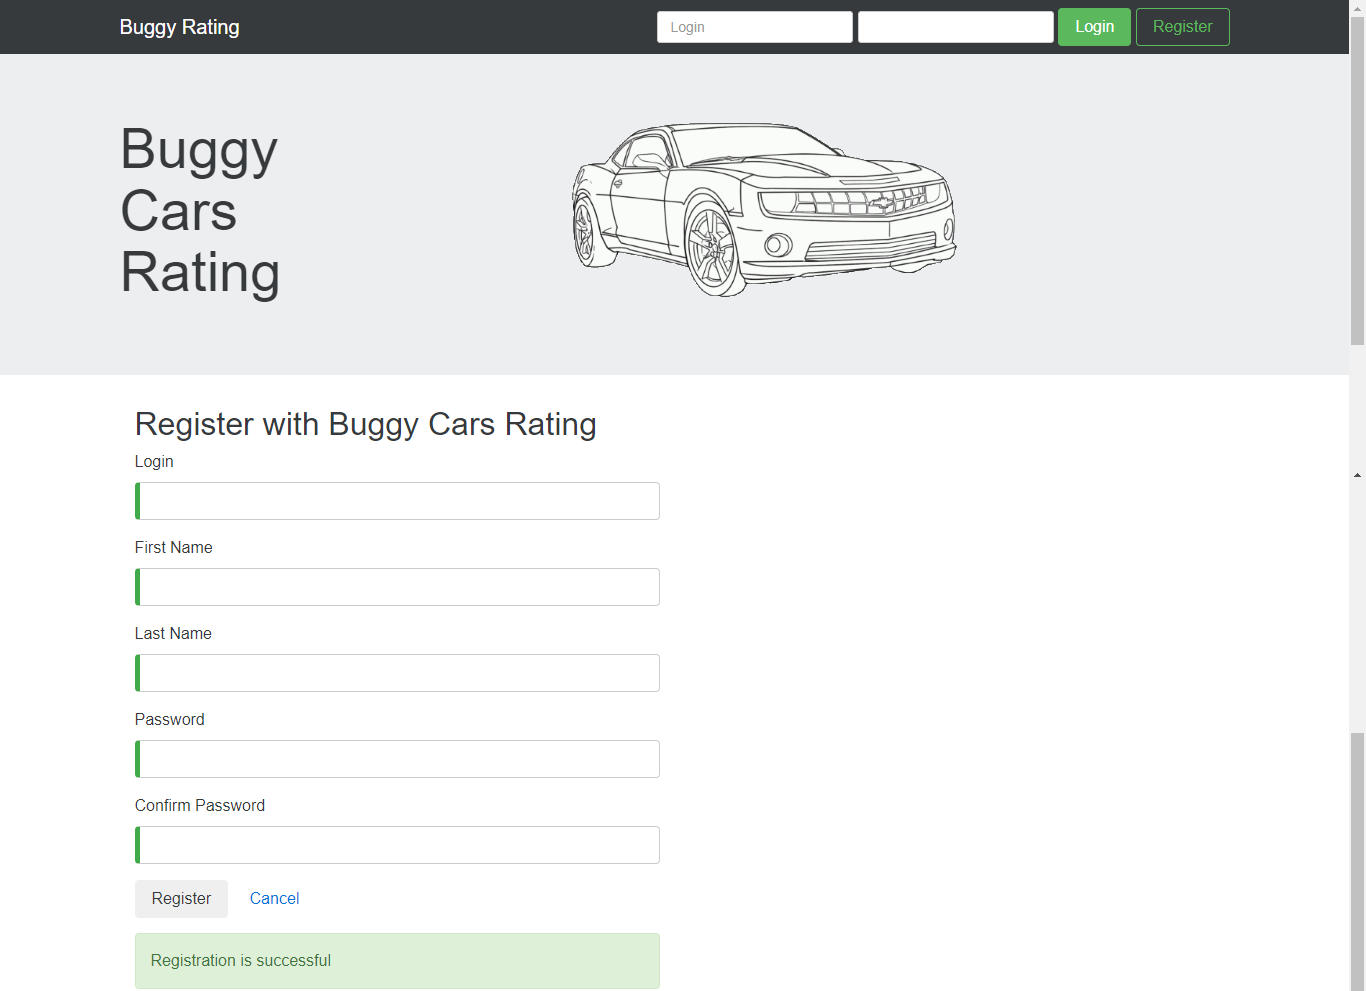 Buggy Rating
Login
Login
Register
Buggy
Cars
Rating
Register with Buggy Cars Rating
Login
First Name
Last Name
Password
Confirm Password
Register
Cancel
Registration is successful